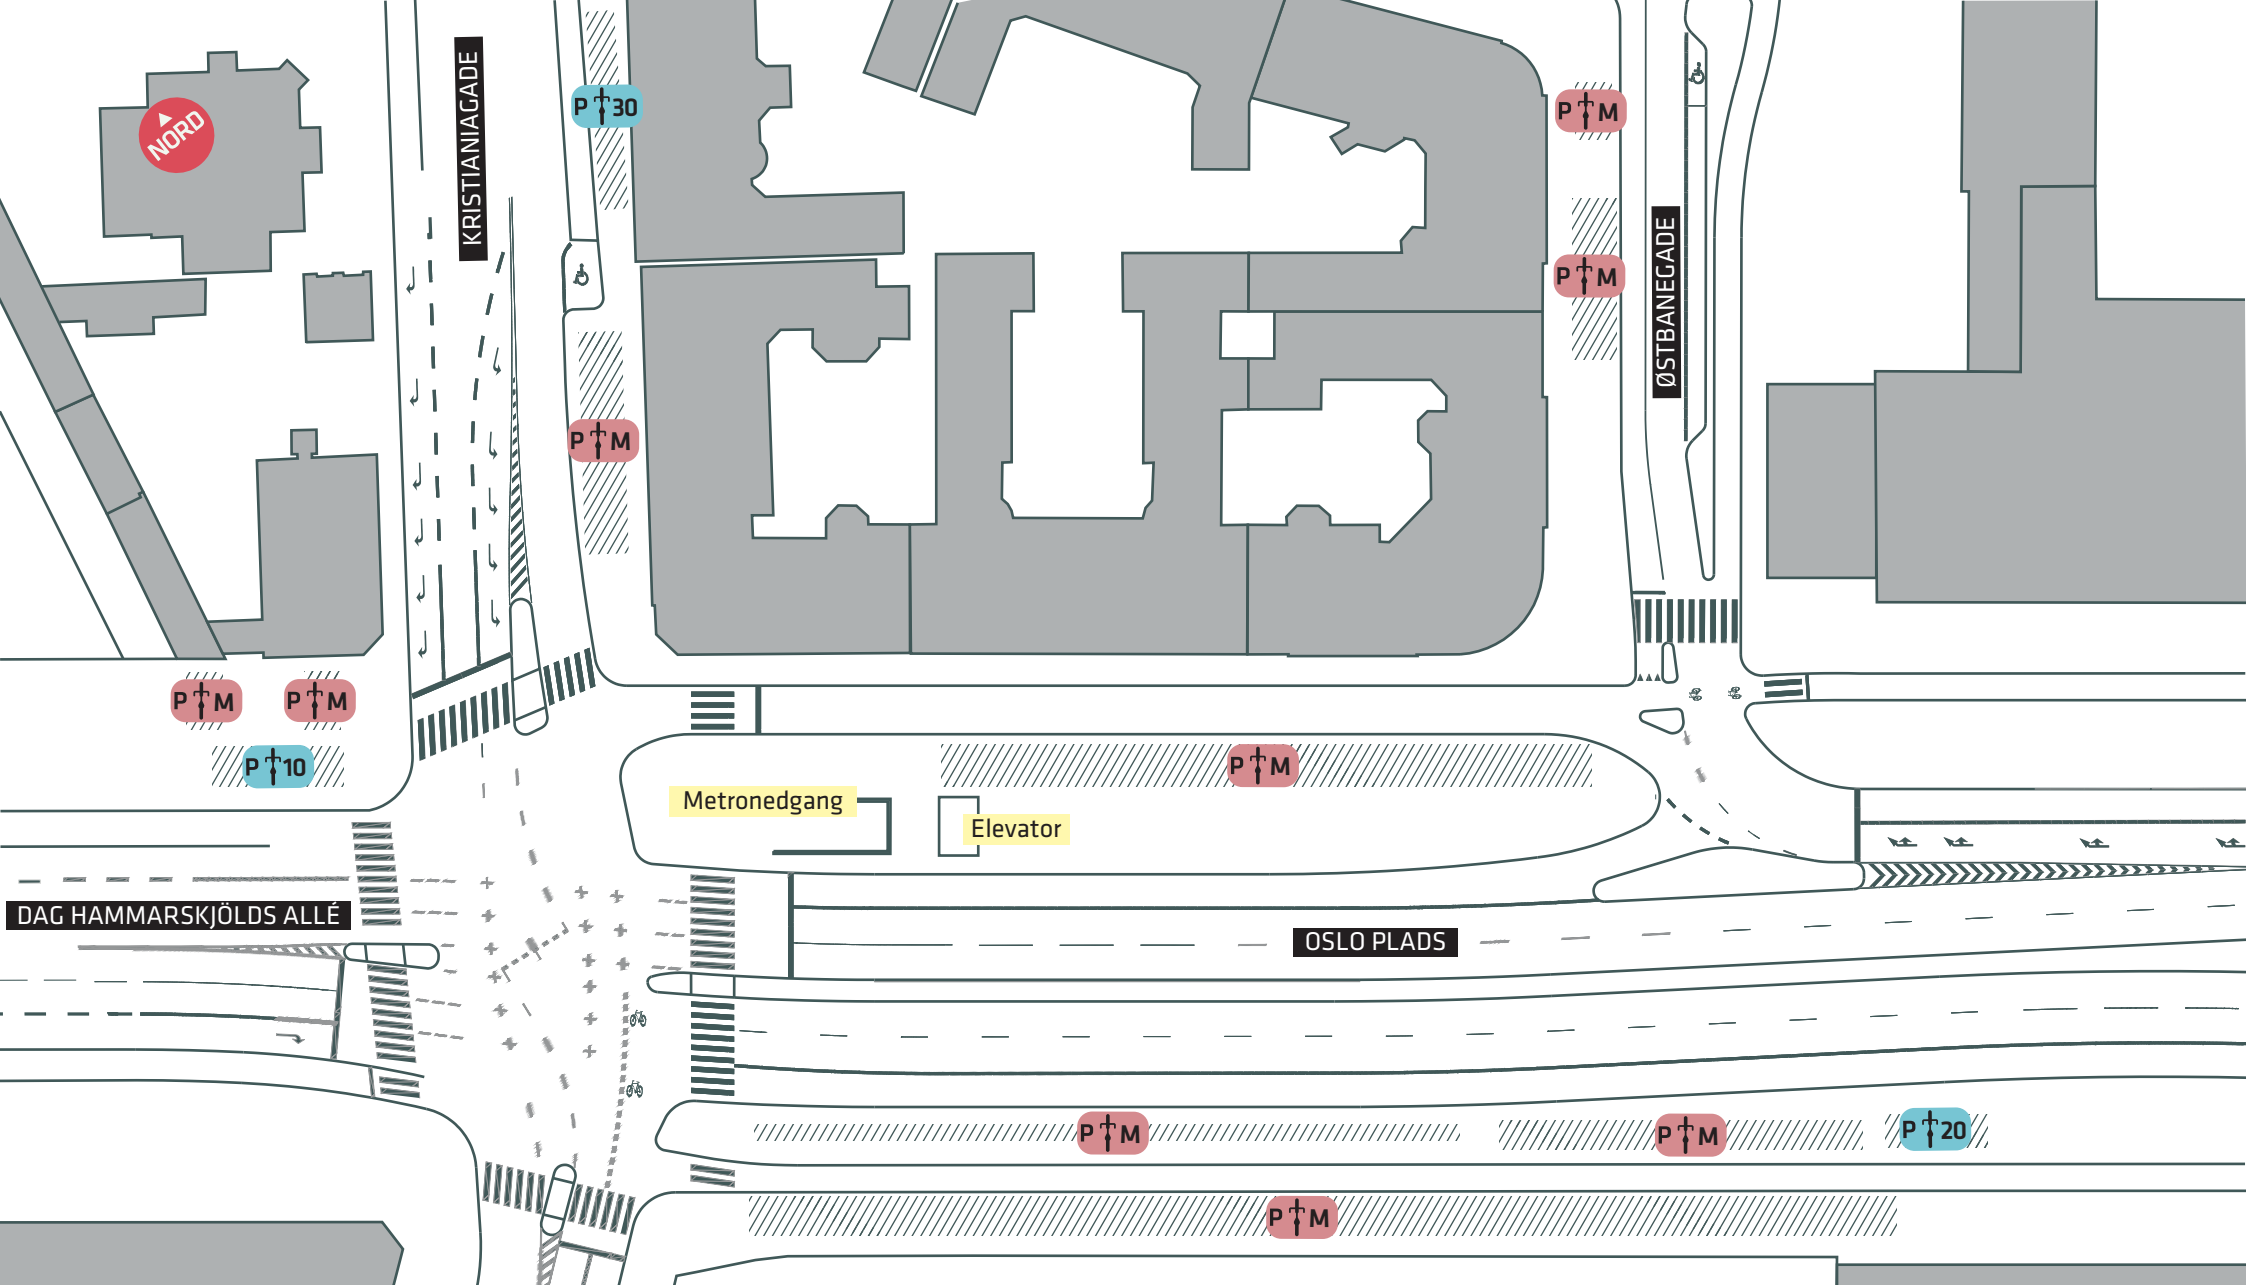 NORD
KRISTIANIAGADE
P 30
P M
P M
ØSTBANEGADE
P M
P M
P M
P 10
P M
Metronedgang
Elevator
DAG HAMMARSKJÖLDS ALLÉ
OSLO PLADS
P M
P M
P 20
P M